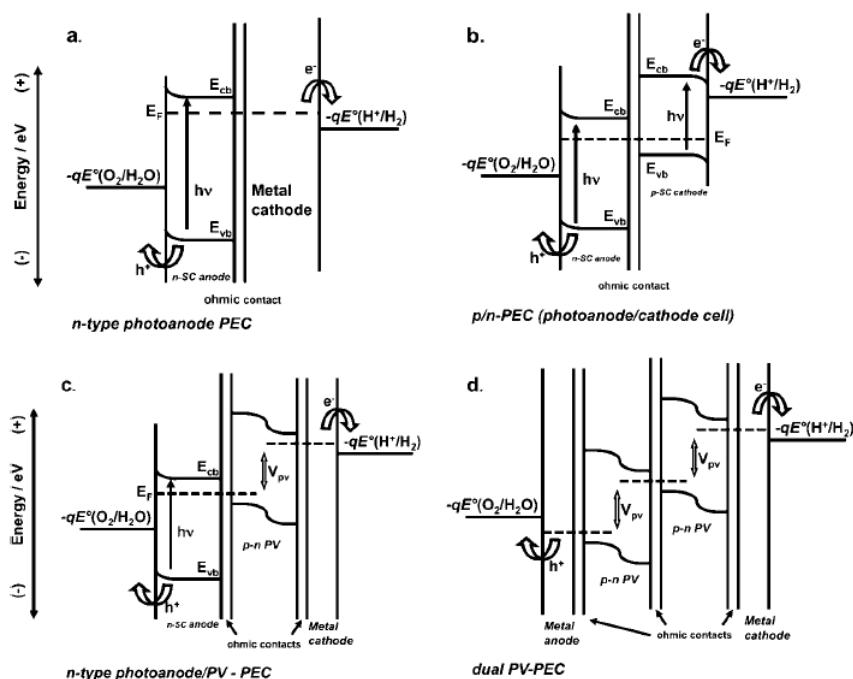 a.
Energy / eV
(+)
(-)
E_cb
E_F
e⁻
-qE°(H⁺/H₂)
-qE°(O₂/H₂O)
hν
Metal
cathode
E_vb
h⁺
n-SC anode
ohmic contact
n-type photoanode PEC
b.
E_cb
e⁻
-qE°(H⁺/H₂)
E_cb
hν
E_F
-qE°(O₂/H₂O)
hν
E_vb
p-SC cathode
E_vb
h⁺
n-SC anode
ohmic contact
p/n-PEC (photoanode/cathode cell)
c.
Energy / eV
(+)
(-)
e⁻
-qE°(H⁺/H₂)
E_cb
V_pv
E_F
-qE°(O₂/H₂O)
hν
p-n PV
E_vb
h⁺
n-SC anode
ohmic contacts
Metal
cathode
n-type photoanode/PV - PEC
d.
e⁻
-qE°(H⁺/H₂)
V_pv
-qE°(O₂/H₂O)
V_pv
p-n PV
h⁺
p-n PV
Metal
anode
ohmic contacts
Metal
cathode
dual PV-PEC